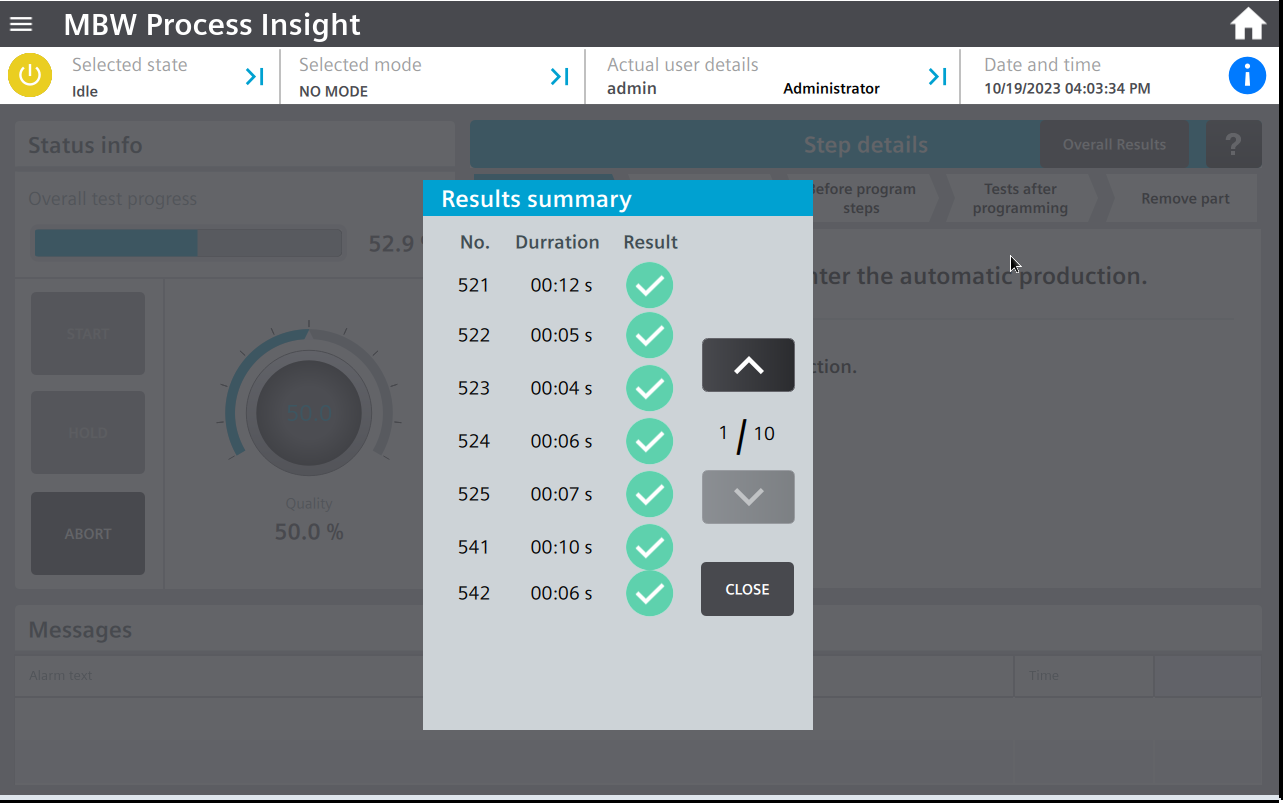 MBW Process Insight
Selected state
Idle
Selected mode
NO MODE
Actual user details
admin Administrator
Date and time
10/19/2023 04:03:34 PM
Status info
Step details
Overall Results
?
Overall test progress
52.9
efore program
steps
Tests after
programming
Remove part
nter the automatic production.
ction.
START
HOLD
ABORT
50.0
Quality
50.0 %
Results summary
No. Durration Result
521 00:12 s
522 00:05 s
523 00:04 s
524 00:06 s
525 00:07 s
541 00:10 s
542 00:06 s
1 / 10
CLOSE
Messages
Alarm text Time